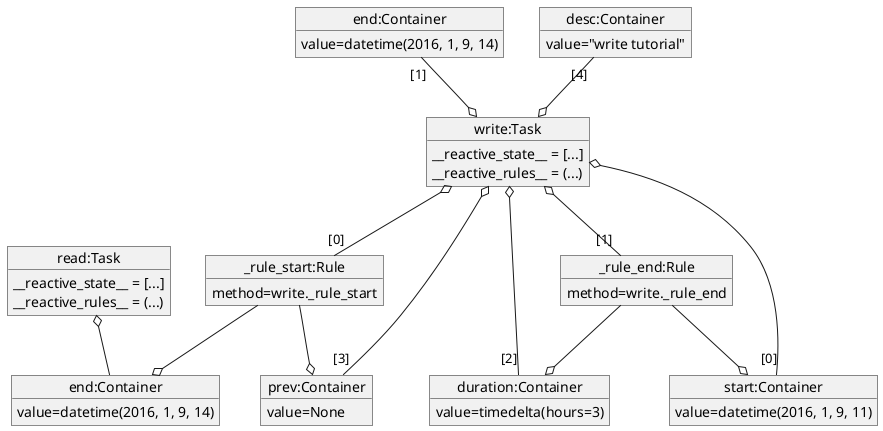 end:Container
value=datetime(2016, 1, 9, 14)
desc:Container
value="write tutorial"
[1]
[4]
write:Task
__reactive_state__ = [...]
__reactive_rules__ = (...)
[0]
[1]
read:Task
__reactive_state__ = [...]
__reactive_rules__ = (...)
_rule_start:Rule
method=write._rule_start
_rule_end:Rule
method=write._rule_end
[3]
[2]
[0]
end:Container
value=datetime(2016, 1, 9, 14)
prev:Container
value=None
duration:Container
value=timedelta(hours=3)
start:Container
value=datetime(2016, 1, 9, 11)